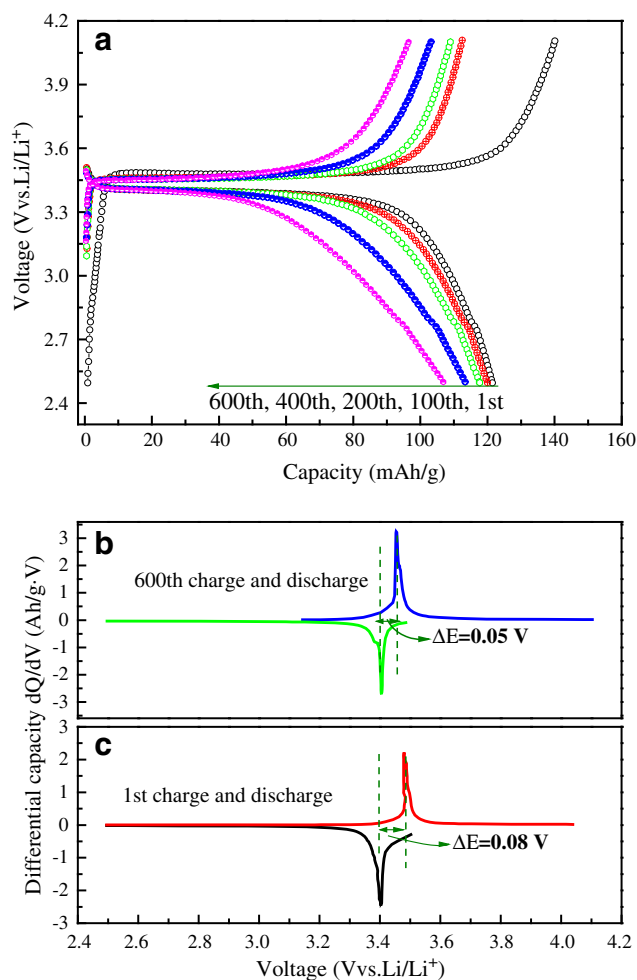 a
4.2
3.9
3.6
3.3
3.0
2.7
2.4
Voltage (Vvs.Li/Li+)
600th, 400th, 200th, 100th, 1st
0 20 40 60 80 100 120 140 160
Capacity (mAh/g)
Differential capacity dQ/dV (Ah/g·V)
b
3
2
1
0
-1
-2
-3
600th charge and discharge
ΔE=0.05 V
c
3
2
1
0
-1
-2
-3
1st charge and discharge
ΔE=0.08 V
2.4 2.6 2.8 3.0 3.2 3.4 3.6 3.8 4.0 4.2
Voltage (Vvs.Li/Li+)